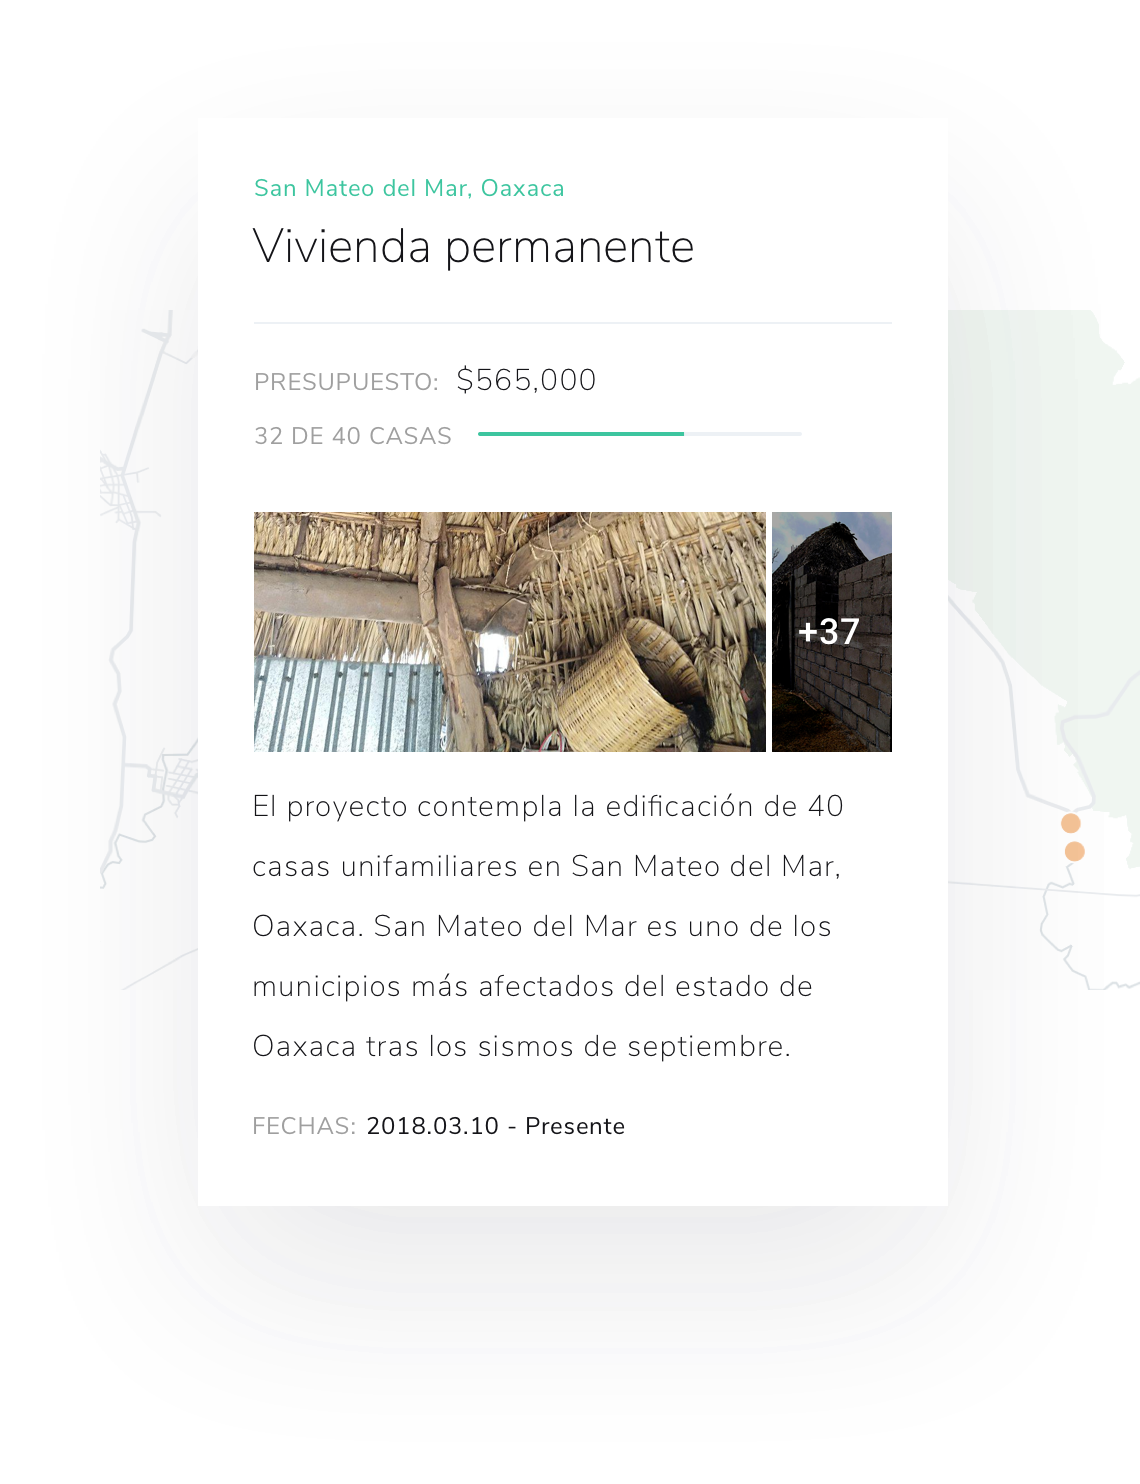 San Mateo del Mar, Oaxaca
Vivienda permanente
PRESUPUESTO: $565,000
32 DE 40 CASAS
+37
El proyecto contempla la edificación de 40
casas unifamiliares en San Mateo del Mar,
Oaxaca. San Mateo del Mar es uno de los
municipios más afectados del estado de
Oaxaca tras los sismos de septiembre.
FECHAS: 2018.03.10 - Presente